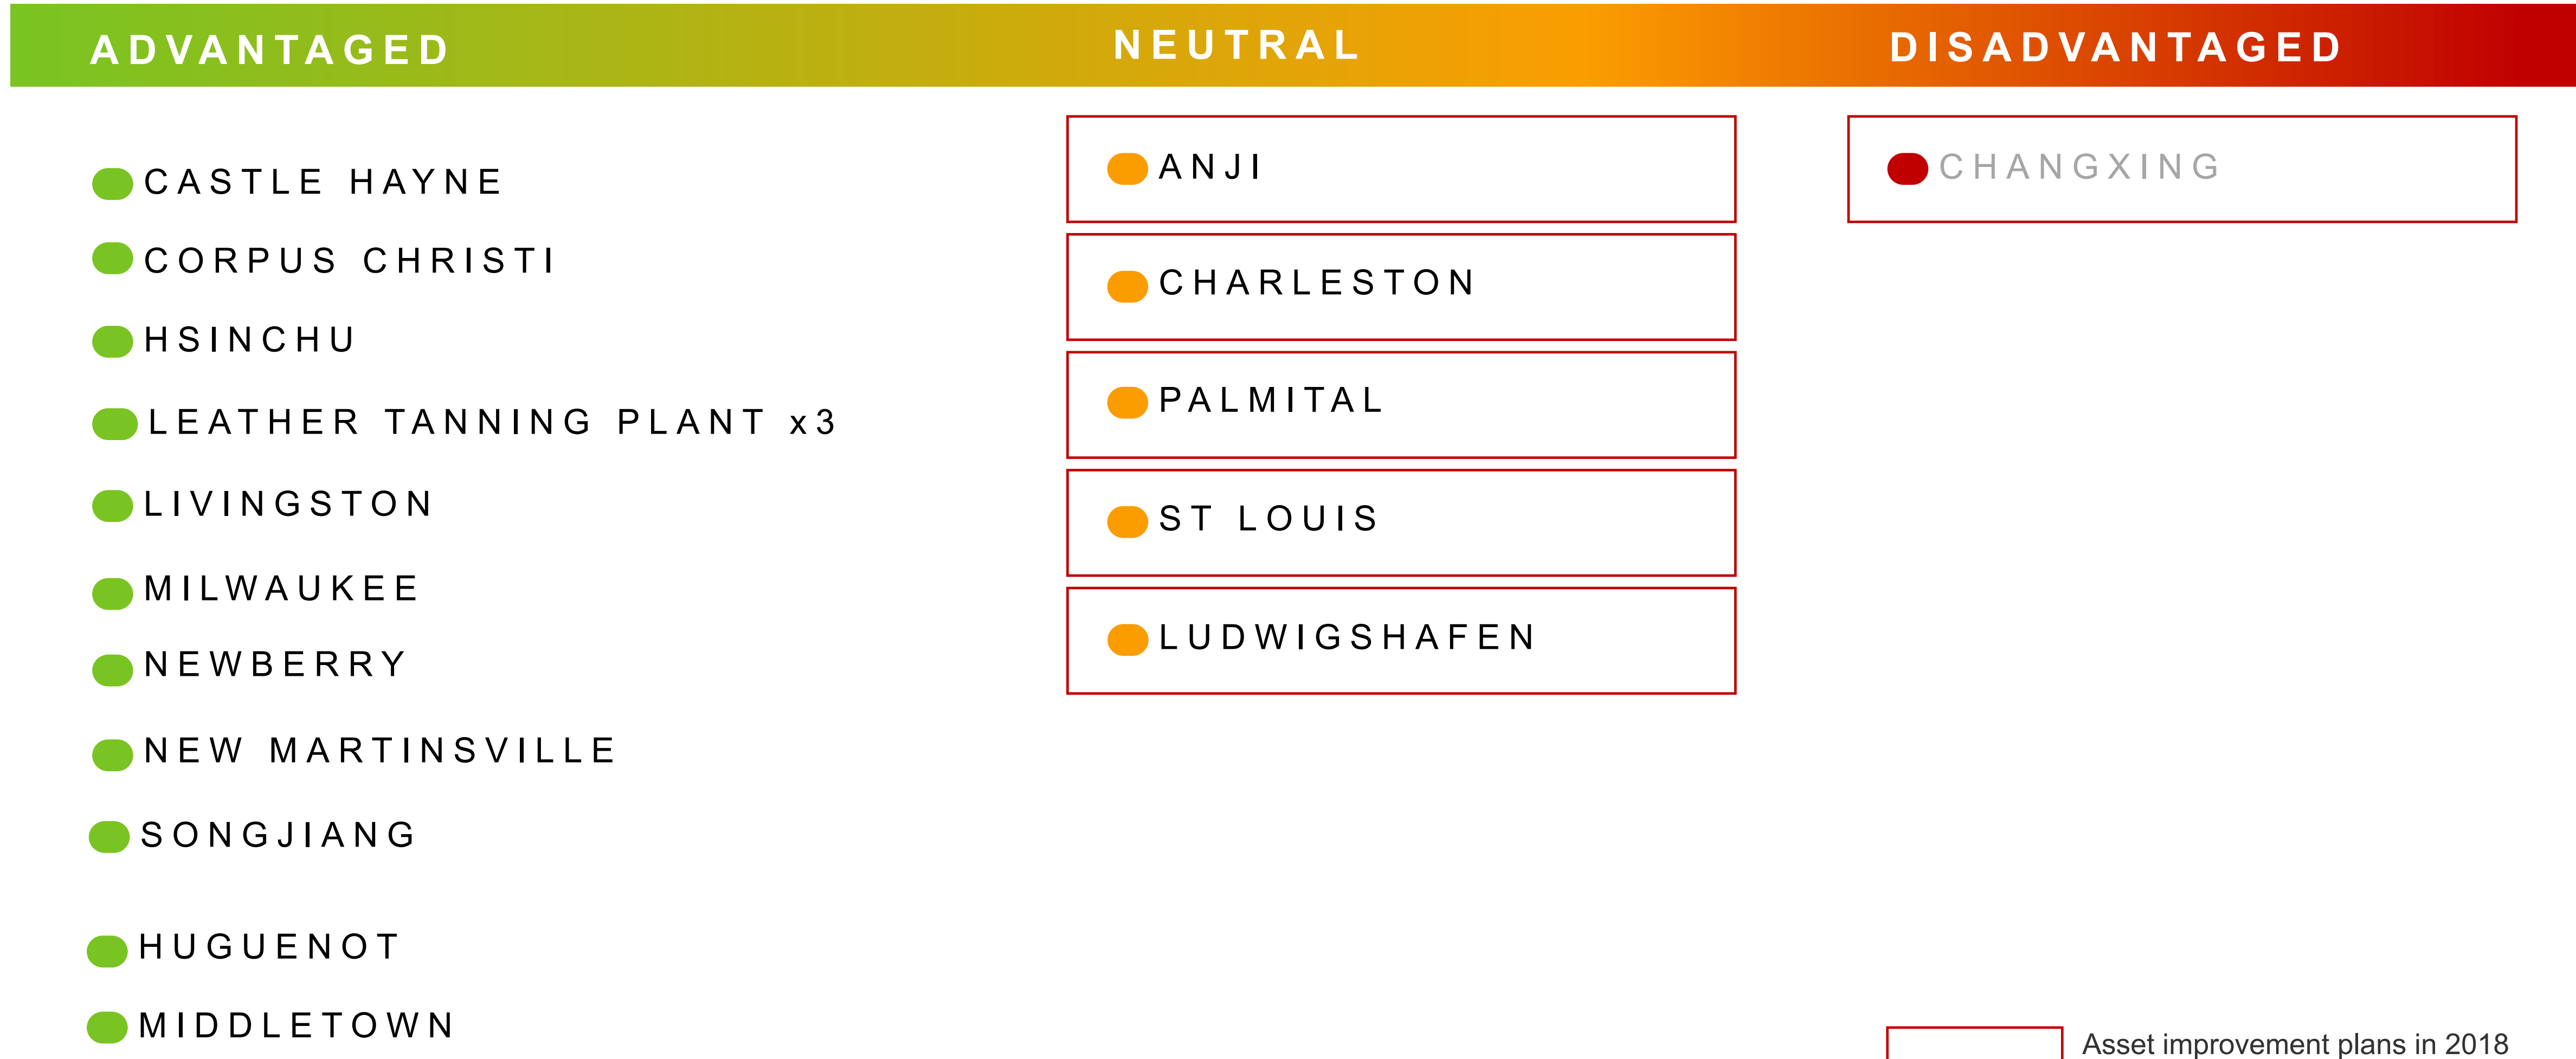 ADVANTAGED
NEUTRAL
DISADVANTAGED
CASTLE HAYNE
CORPUS CHRISTI
HSINCHU
LEATHER TANNING PLANT x3
LIVINGSTON
MILWAUKEE
NEWBERRY
NEW MARTINSVILLE
SONGJIANG
HUGUENOT
MIDDLETOWN
ANJI
CHARLESTON
PALMITAL
ST LOUIS
LUDWIGSHAFEN
CHANGXING
Asset improvement plans in 2018